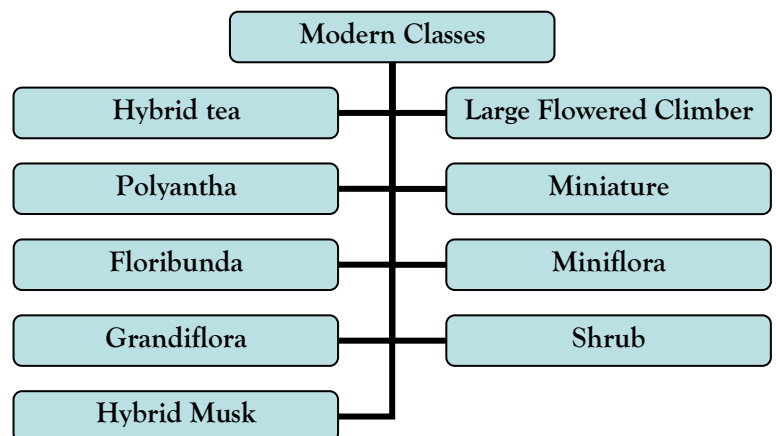 Modern Classes
Hybrid tea
Large Flowered Climber
Polyantha
Miniature
Floribunda
Miniflora
Grandiflora
Shrub
Hybrid Musk